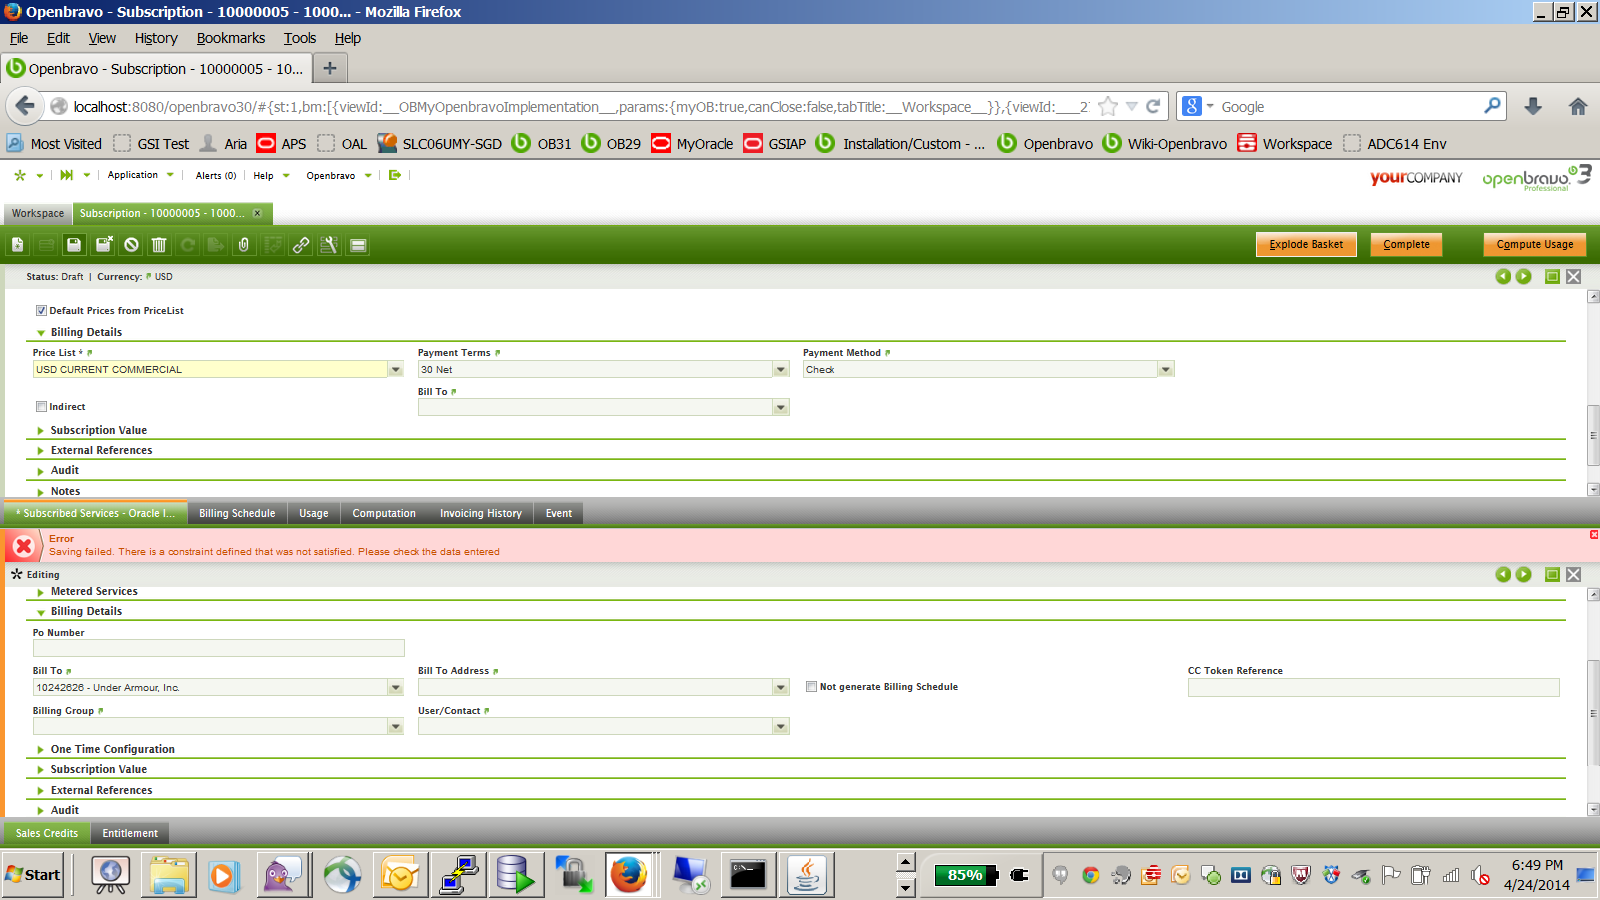 Openbravo - Subscription - 10000005 - 1000... - Mozilla Firefox
File Edit View History Bookmarks Tools Help
Openbravo - Subscription - 10000005 - 10...
localhost:8080/openbravo30/#{st:1,bm:[{viewId:__OBMyOpenbravoImplementation__,params:{myOB:true,canClose:false,tabTitle:__Workspace__}},{viewId:____2
Google
Most Visited GSI Test Aria APS OAL SLC06UMY-SGD OB31 OB29 MyOracle GSIAP Installation/Custom - ... Openbravo Wiki-Openbravo Workspace ADC614 Env
Application Alerts (0) Help Openbravo
yourCOMPANY openbravo 3 Professional
Workspace Subscription - 10000005 - 1000...
Explode Basket Complete Compute Usage
Status: Draft | Currency: USD
Default Prices from PriceList
Billing Details
Price List * Payment Terms Payment Method
USD CURRENT COMMERCIAL 30 Net Check
Bill To
Indirect
Subscription Value
External References
Audit
Notes
* Subscribed Services - Oracle I... Billing Schedule Usage Computation Invoicing History Event
Error
Saving failed. There is a constraint defined that was not satisfied. Please check the data entered
Editing
Metered Services
Billing Details
Po Number
Bill To Bill To Address CC Token Reference
10242626 - Under Armour, Inc. Not generate Billing Schedule
Billing Group User/Contact
One Time Configuration
Subscription Value
External References
Audit
Sales Credits Entitlement
Start 85% 6:49 PM
4/24/2014